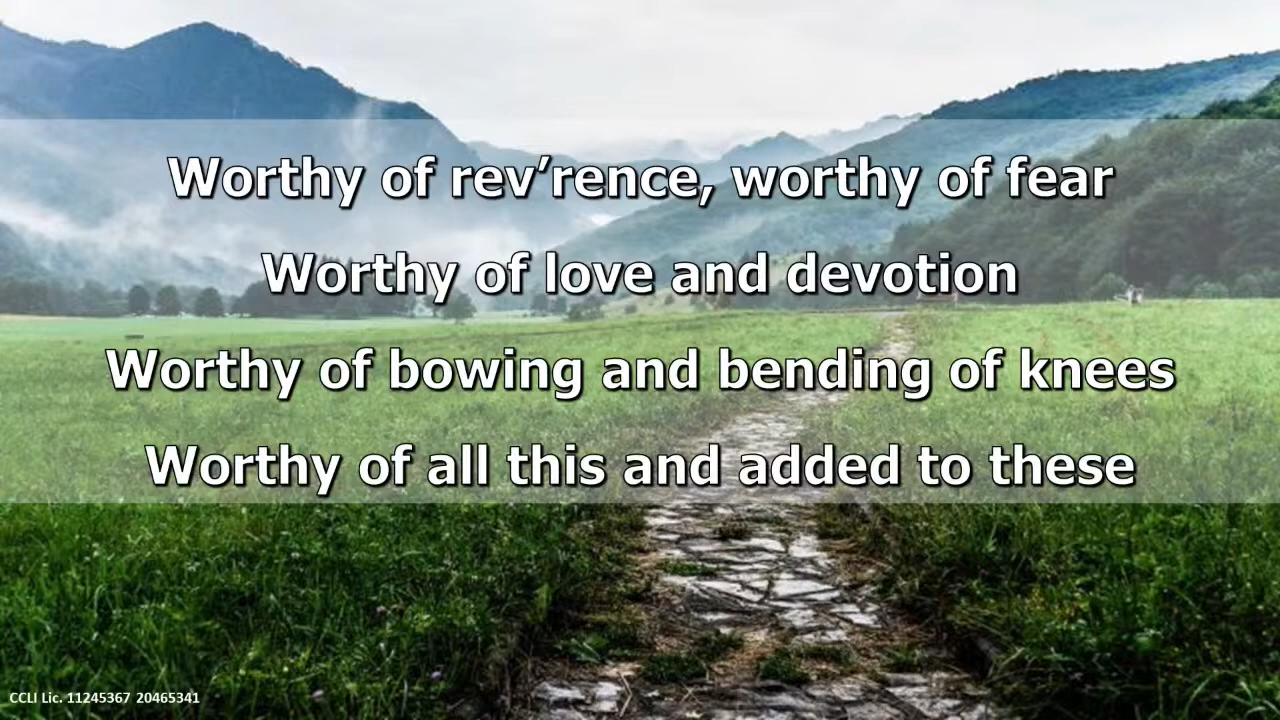 Worthy of rev’rence, worthy of fear
Worthy of love and devotion
Worthy of bowing and bending of knees
Worthy of all this and added to these
CCLI Lic. 11245367 20465341